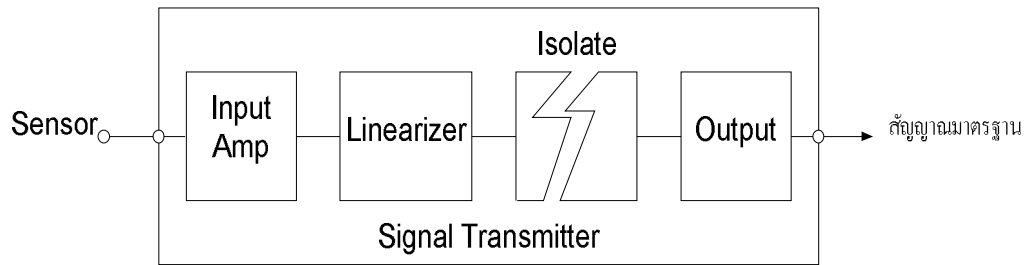 Isolate
Sensor
Input
Amp
Linearizer
Output
สัญญาณมาตรฐาน
Signal Transmitter